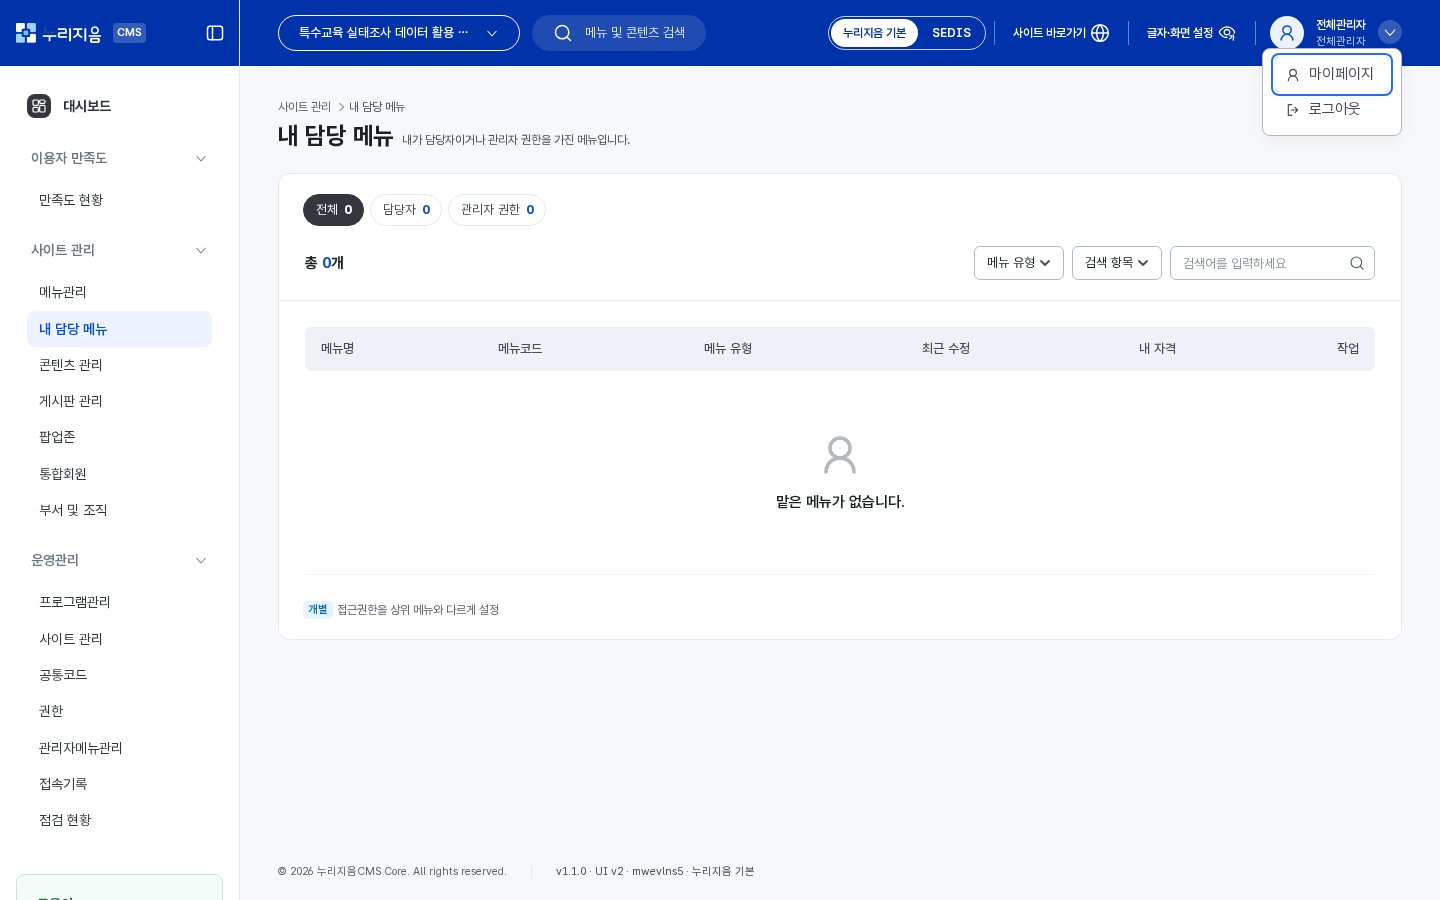 누리지음 CMS
특수교육 실태조사 데이터 활용 ···
메뉴 및 콘텐츠 검색
누리지음 기본
SEDIS
사이트 바로가기
글자·화면 설정
전체관리자
전체관리자
마이페이지
로그아웃
대시보드
이용자 만족도
만족도 현황
사이트 관리
메뉴관리
내 담당 메뉴
콘텐츠 관리
게시판 관리
팝업존
통합회원
부서 및 조직
운영관리
프로그램관리
사이트 관리
공통코드
권한
관리자메뉴관리
접속기록
점검 현황
사이트 관리 > 내 담당 메뉴
내 담당 메뉴 내가 담당자이거나 관리자 권한을 가진 메뉴입니다.
전체 0 담당자 0 관리자 권한 0
총 0개
메뉴 유형
검색 항목
검색어를 입력하세요
메뉴명 메뉴코드 메뉴 유형 최근 수정 내 자격 작업
맡은 메뉴가 없습니다.
개별 접근권한을 상위 메뉴와 다르게 설정
© 2026 누리지음CMS Core. All rights reserved.
v1.1.0 · UI v2 · mwevlns5 · 누리지음 기본